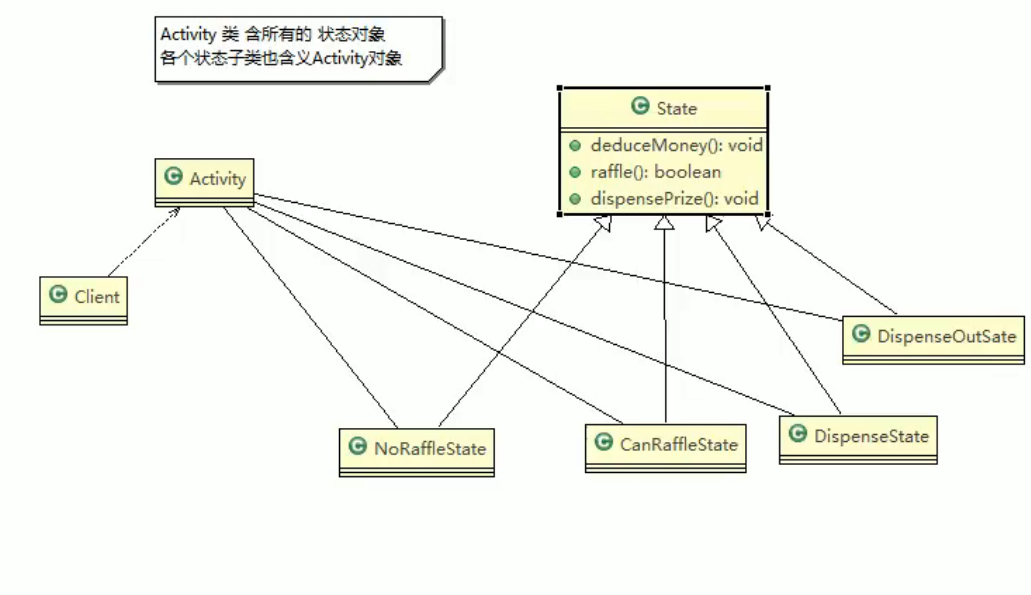 Activity 类 含所有的 状态对象
各个状态子类也含义Activity对象
C State
deduceMoney(): void
raffle(): boolean
dispensePrize(): void
C Activity
C Client
C DispenseOutSate
C DispenseState
C CanRaffleState
C NoRaffleState